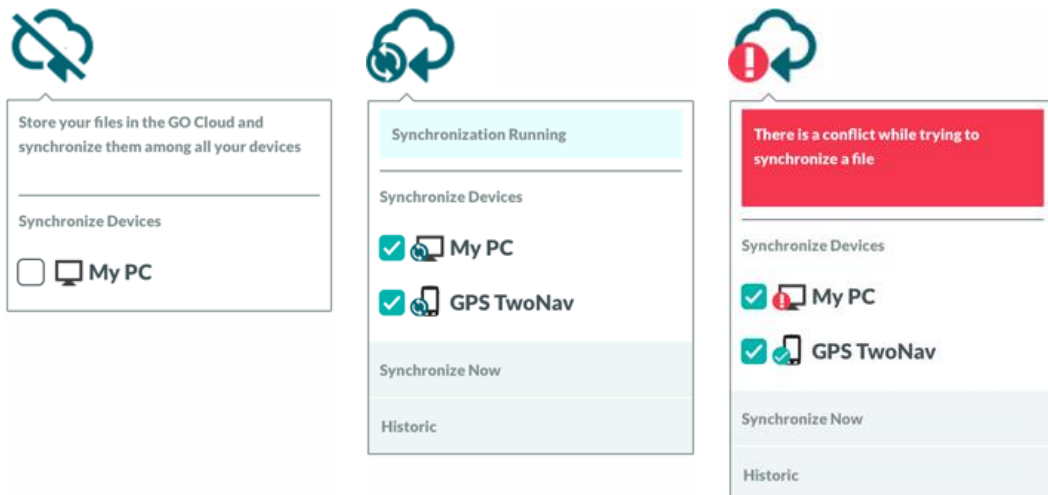 Store your files in the GO Cloud and
synchronize them among all your devices
Synchronize Devices
My PC
Synchronization Running
Synchronize Devices
My PC
GPS TwoNav
Synchronize Now
Historic
There is a conflict while trying to
synchronize a file
Synchronize Devices
My PC
GPS TwoNav
Synchronize Now
Historic